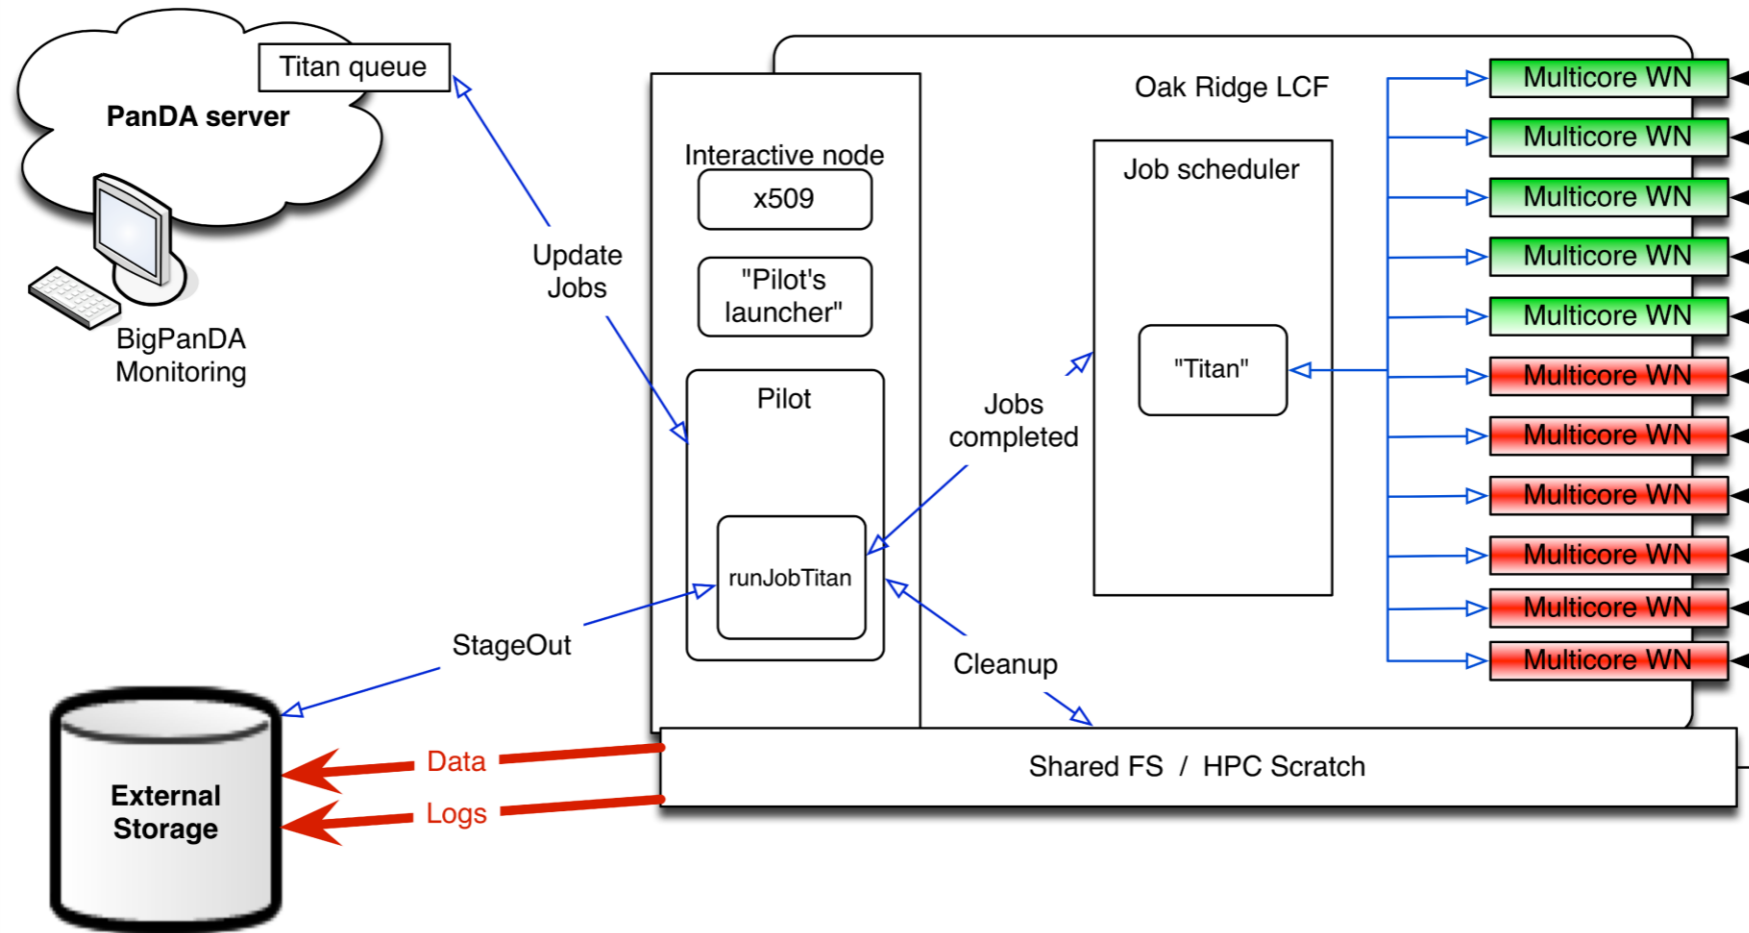 Titan queue
PanDA server
BigPanDA
Monitoring
Update
Jobs
Interactive node
x509
"Pilot's
launcher"
Pilot
runJobTitan
StageOut
Jobs
completed
Cleanup
Oak Ridge LCF
Job scheduler
"Titan"
Multicore WN
Multicore WN
Multicore WN
Multicore WN
Multicore WN
Multicore WN
Multicore WN
Multicore WN
Multicore WN
Multicore WN
Multicore WN
Shared FS / HPC Scratch
Data
Logs
External
Storage